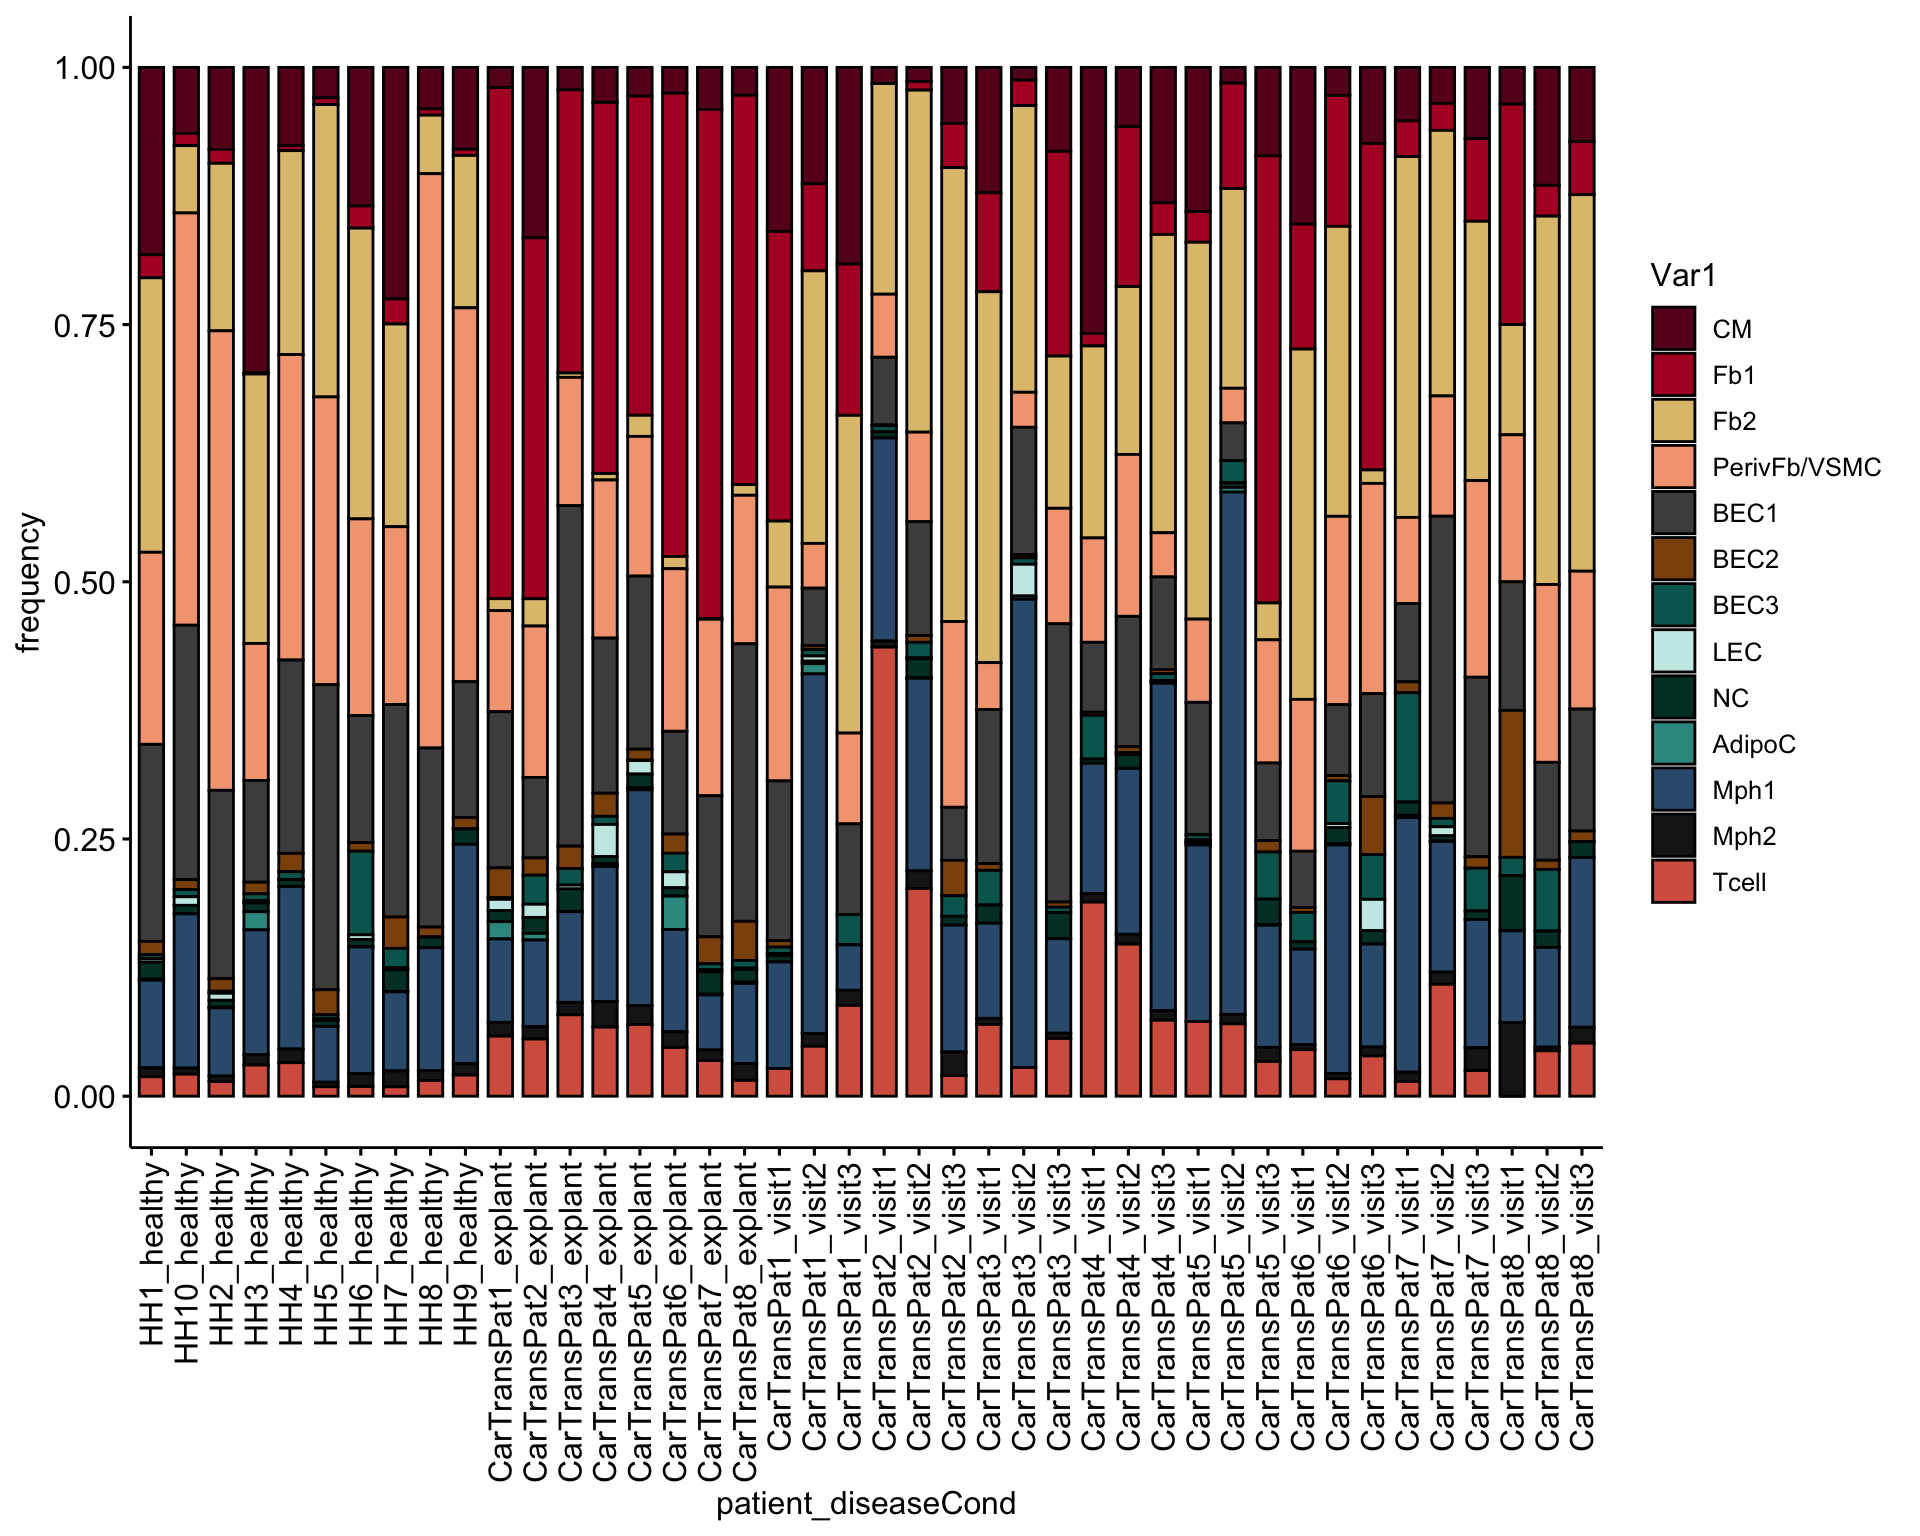 frequency
1.00
0.75
0.50
0.25
0.00
HH1_healthy
HH10_healthy
HH2_healthy
HH3_healthy
HH4_healthy
HH5_healthy
HH6_healthy
HH7_healthy
HH8_healthy
HH9_healthy
CarTransPat1_explant
CarTransPat2_explant
CarTransPat3_explant
CarTransPat4_explant
CarTransPat5_explant
CarTransPat6_explant
CarTransPat7_explant
CarTransPat8_explant
CarTransPat1_visit1
CarTransPat1_visit2
CarTransPat1_visit3
CarTransPat2_visit1
CarTransPat2_visit2
CarTransPat2_visit3
CarTransPat3_visit1
CarTransPat3_visit2
CarTransPat3_visit3
CarTransPat4_visit1
CarTransPat4_visit2
CarTransPat4_visit3
CarTransPat5_visit1
CarTransPat5_visit2
CarTransPat5_visit3
CarTransPat6_visit1
CarTransPat6_visit2
CarTransPat6_visit3
CarTransPat7_visit1
CarTransPat7_visit2
CarTransPat7_visit3
CarTransPat8_visit1
CarTransPat8_visit2
CarTransPat8_visit3
patient_diseaseCond
Var1
CM
Fb1
Fb2
PerivFb/VSMC
BEC1
BEC2
BEC3
LEC
NC
AdipoC
Mph1
Mph2
Tcell